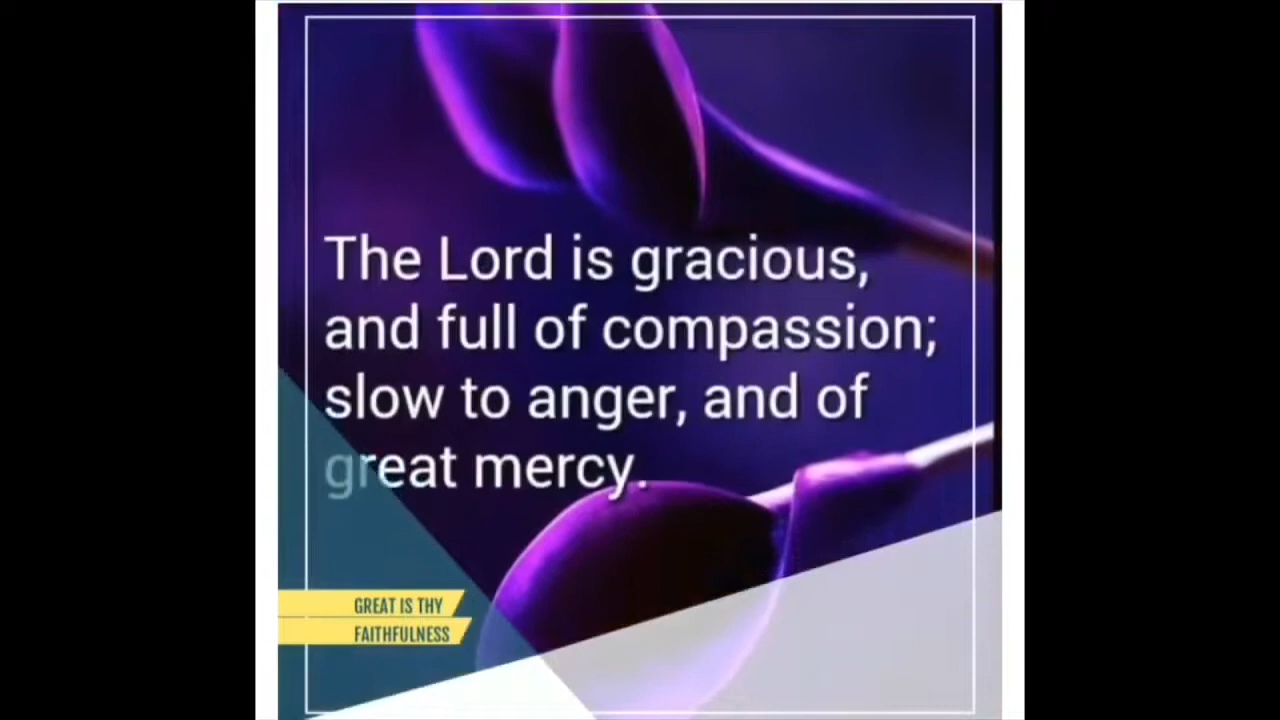 The Lord is gracious,
and full of compassion;
slow to anger, and of
great mercy.
GREAT IS THY
FAITHFULNESS